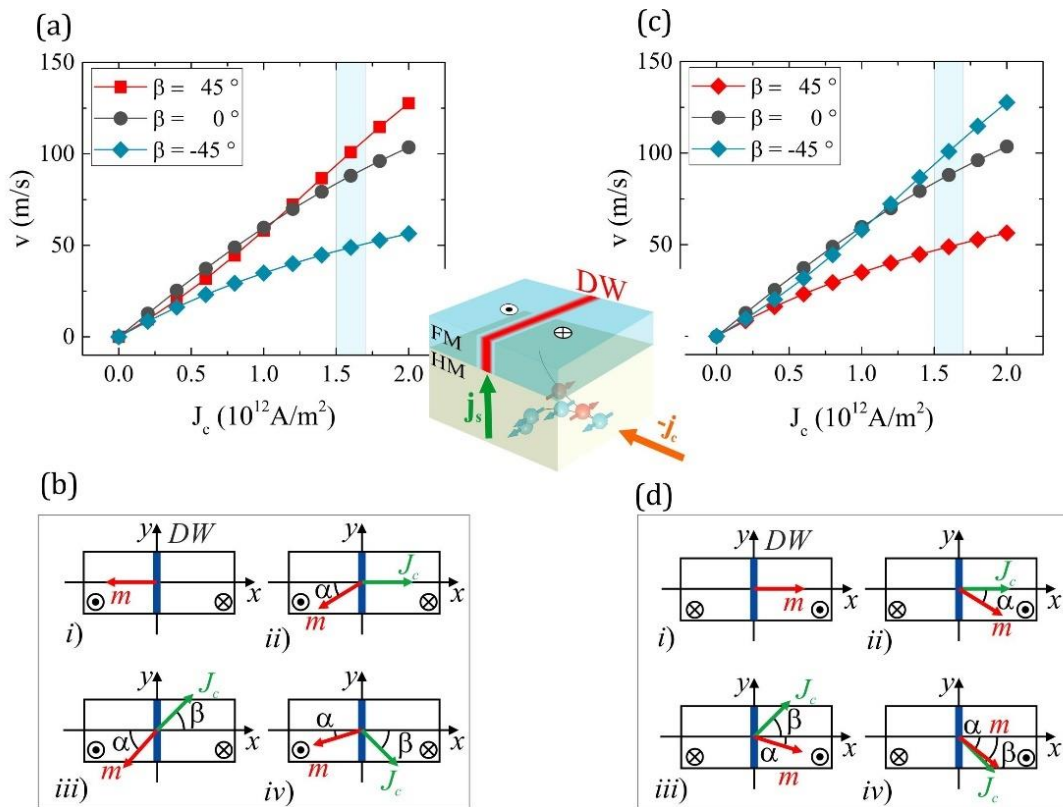 (a)
150
100
50
0
v (m/s)
β = 45 °
β = 0 °
β = -45 °
0.0 0.5 1.0 1.5 2.0
J_c (10^12 A/m^2)
(c)
150
100
50
0
v (m/s)
β = 45 °
β = 0 °
β = -45 °
0.0 0.5 1.0 1.5 2.0
J_c (10^12 A/m^2)
DW
FM
HM
j_s
-j_c
(b)
y DW
m
x
i)
y
α
J_c
m
x
ii)
y
J_c
β
α
m
x
iii)
y
α
β
m
J_c
x
iv)
(d)
y DW
m
x
i)
y
J_c
α
m
x
ii)
y
J_c
β
α
m
x
iii)
y
α
m
β
J_c
x
iv)